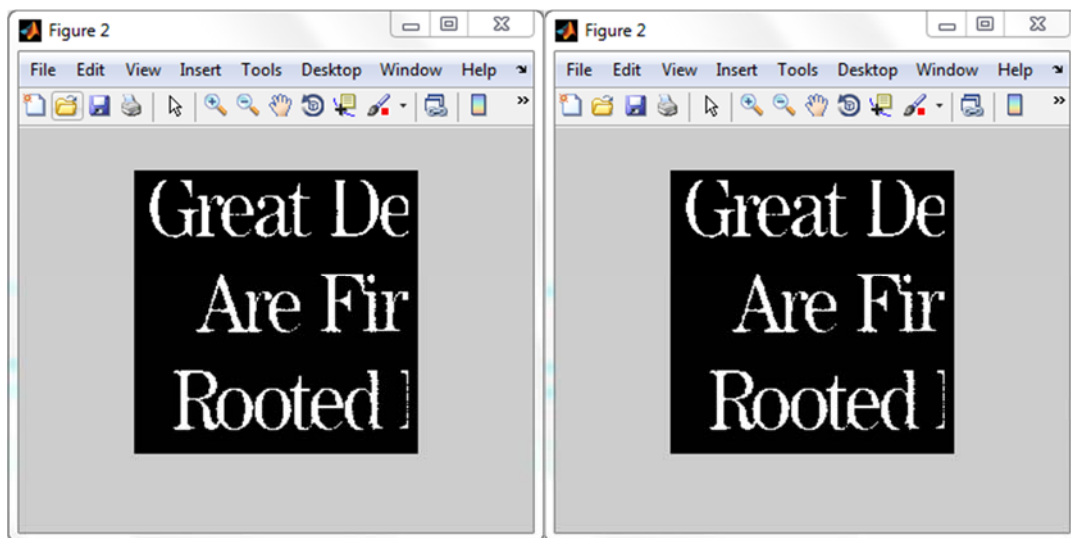 Figure 2
File Edit View Insert Tools Desktop Window Help
Great De
Are Fir
Rooted
Figure 2
File Edit View Insert Tools Desktop Window Help
Great De
Are Fir
Rooted